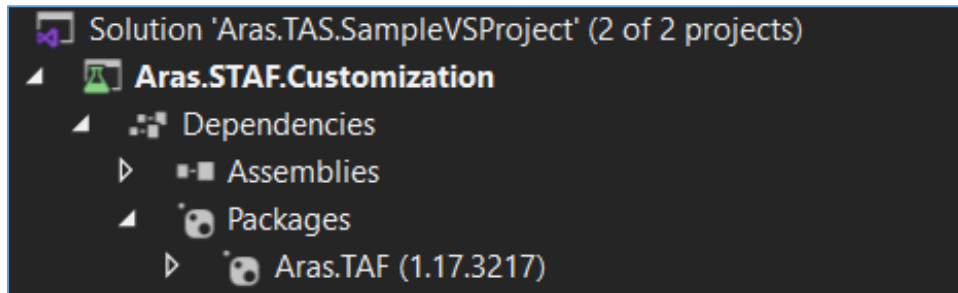 Solution 'Aras.TAS.SampleVSProject' (2 of 2 projects)
Aras.STAF.Customization
Dependencies
Assemblies
Packages
Aras.TAF (1.17.3217)